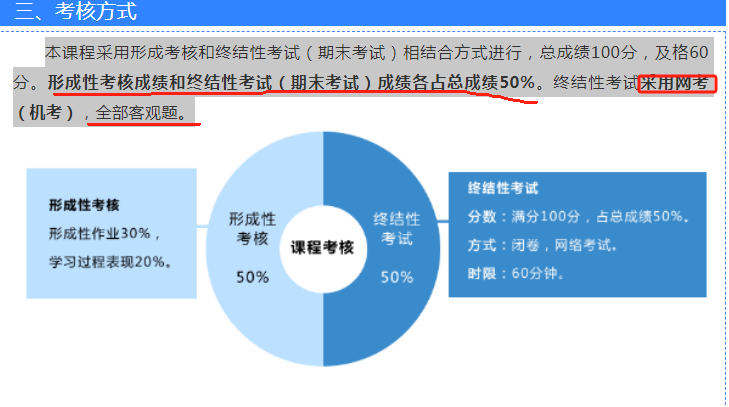 三、考核方式
本课程采用形成考核和终结性考试（期末考试）相结合方式进行，总成绩100分，及格60
分。形成性考核成绩和终结性考试（期末考试）成绩各占总成绩50%。终结性考试采用网考
（机考），全部客观题。
形成性考核
形成性作业30%，
学习过程表现20%。
形成性
考核
50%
课程考核
终结性
考试
50%
终结性考试
分数：满分100分，占总成绩50%。
方式：闭卷，网络考试。
时限：60分钟。